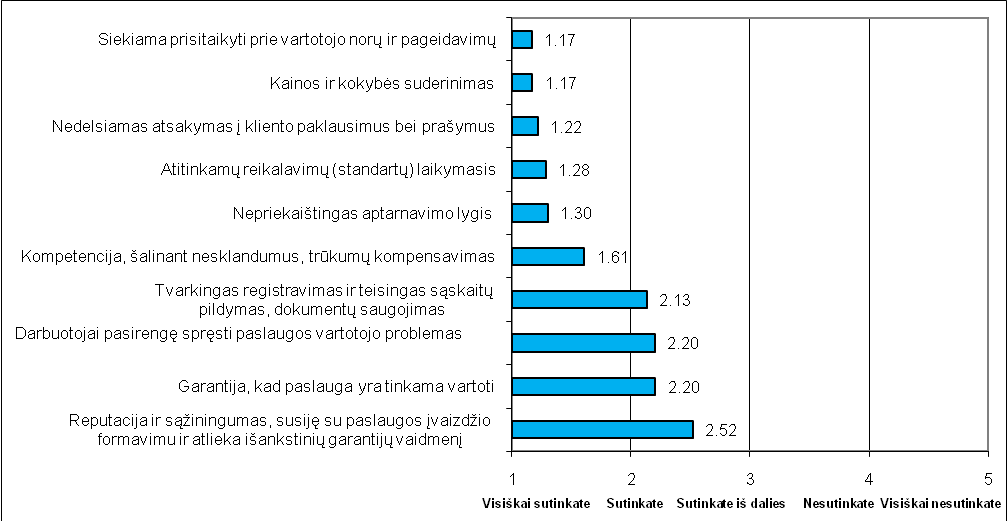 Siekiama prisitaikyti prie vartotojo norų ir pageidavimų
1.17
Kainos ir kokybės suderinimas
1.17
Nedelsiamas atsakymas į kliento paklausimus bei prašymus
1.22
Atitinkamų reikalavimų (standartų) laikymasis
1.28
Nepriekaištingas aptarnavimo lygis
1.30
Kompetencija, šalinant nesklandumus, trūkumų kompensavimas
1.61
Tvarkingas registravimas ir teisingas sąskaitų
pildymas, dokumentų saugojimas
2.13
Darbuotojai pasirengę spręsti paslaugos vartotojo problemas
2.20
Garantija, kad paslauga yra tinkama vartoti
2.20
Reputacija ir sąžiningumas, susiję su paslaugos įvaizdžio
formavimu ir atlieka išankstinių garantijų vaidmenį
2.52
1 2 3 4 5
Visiškai sutinkate Sutinkate Sutinkate iš dalies Nesutinkate Visiškai nesutinkate